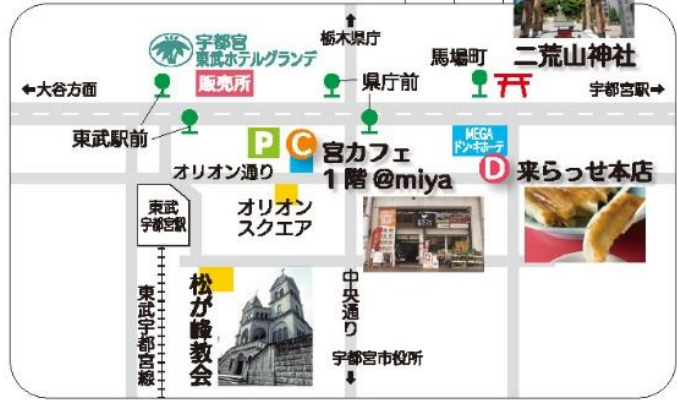 栃木県庁
宇都宮
東武ホテルグランデ
販売所
馬場町
二荒山神社
←大谷方面
県庁前
宇都宮駅→
東武駅前
P
C
宮カフェ
1階@miya
MEGA
ドン・キホーテ
D
来らっせ本店
オリオン通り
東武
宇都宮駅
オリオン
スクエア
東武宇都宮線
松が峰教会
中央通り
宇都宮市役所